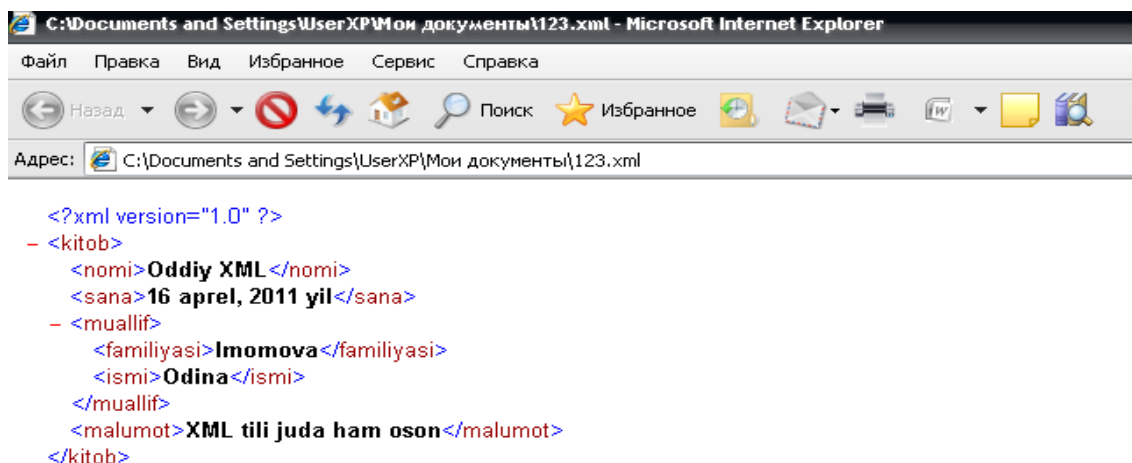 C:\Documents and Settings\UserXP\Мои документы\123.xml - Microsoft Internet Explorer
Файл Правка Вид Избранное Сервис Справка
Назад Поиск Избранное
Адрес: C:\Documents and Settings\UserXP\Мои документы\123.xml
<?xml version="1.0" ?>
– <kitob>
<nomi>Oddiy XML</nomi>
<sana>16 aprel, 2011 yil</sana>
– <muallif>
<familiyasi>Imomova</familiyasi>
<ismi>Odina</ismi>
</muallif>
<malumot>XML tili juda ham oson</malumot>
</kitob>